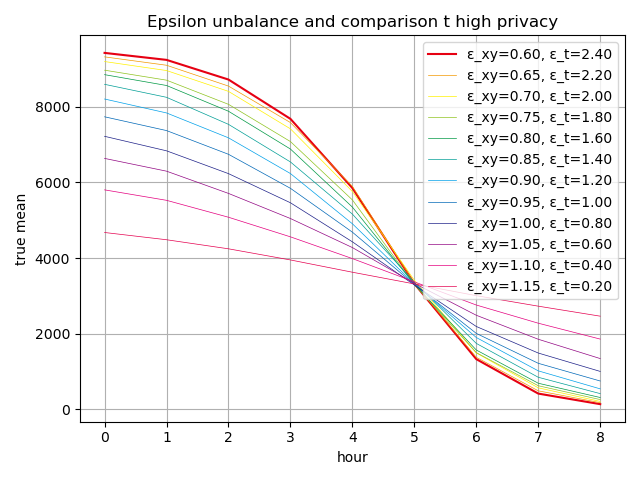 Epsilon unbalance and comparison t high privacy
true mean
8000
6000
4000
2000
0
ε_xy=0.60, ε_t=2.40
ε_xy=0.65, ε_t=2.20
ε_xy=0.70, ε_t=2.00
ε_xy=0.75, ε_t=1.80
ε_xy=0.80, ε_t=1.60
ε_xy=0.85, ε_t=1.40
ε_xy=0.90, ε_t=1.20
ε_xy=0.95, ε_t=1.00
ε_xy=1.00, ε_t=0.80
ε_xy=1.05, ε_t=0.60
ε_xy=1.10, ε_t=0.40
ε_xy=1.15, ε_t=0.20
0 1 2 3 4 5 6 7 8
hour